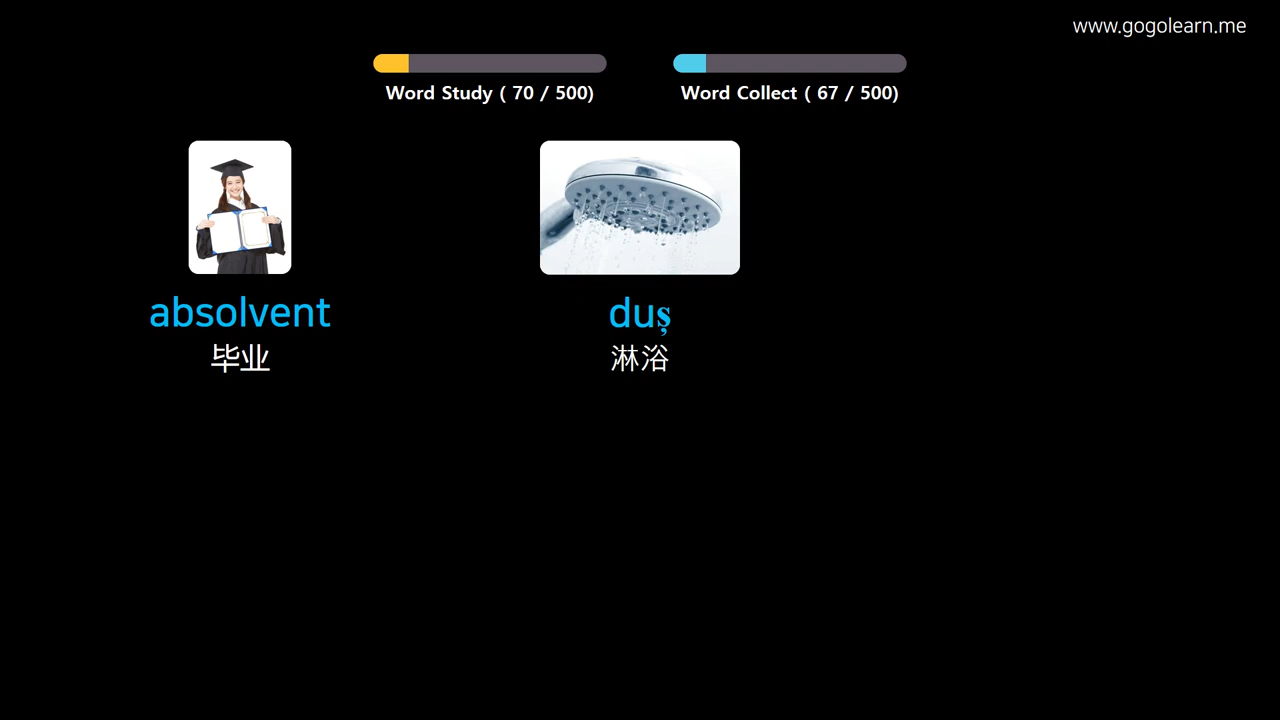 www.gogolearn.me
Word Study ( 70 / 500)
Word Collect ( 67 / 500)
absolvent
毕业
duș
淋浴